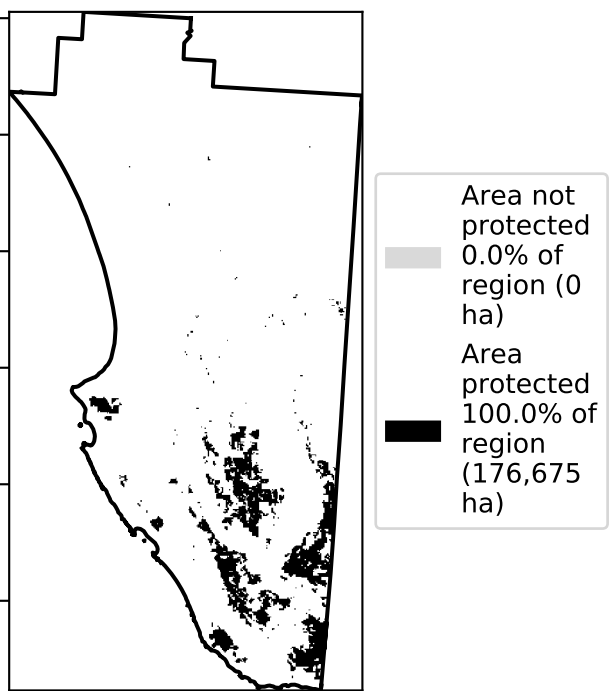 Area not
protected
0.0% of
region (0
ha)
Area
protected
100.0% of
region
(176,675
ha)